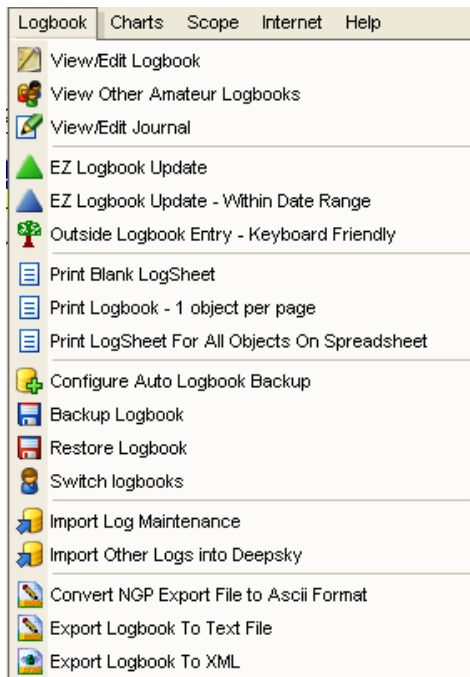 Logbook Charts Scope Internet Help
View/Edit Logbook
View Other Amateur Logbooks
View/Edit Journal
EZ Logbook Update
EZ Logbook Update - Within Date Range
Outside Logbook Entry - Keyboard Friendly
Print Blank LogSheet
Print Logbook - 1 object per page
Print LogSheet For All Objects On Spreadsheet
Configure Auto Logbook Backup
Backup Logbook
Restore Logbook
Switch logbooks
Import Log Maintenance
Import Other Logs into Deepsky
Convert NGP Export File to Ascii Format
Export Logbook To Text File
Export Logbook To XML